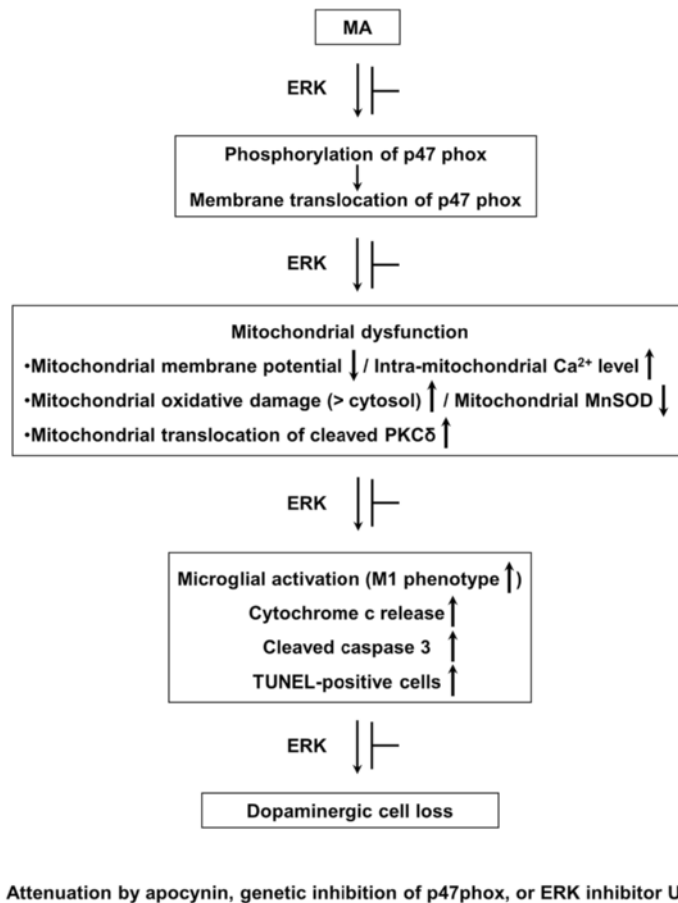 MA
ERK
Phosphorylation of p47 phox
Membrane translocation of p47 phox
ERK
Mitochondrial dysfunction
•Mitochondrial membrane potential ↓ / Intra-mitochondrial Ca²⁺ level ↑
•Mitochondrial oxidative damage (> cytosol) ↑ / Mitochondrial MnSOD ↓
•Mitochondrial translocation of cleaved PKCδ ↑
ERK
Microglial activation (M1 phenotype ↑)
Cytochrome c release ↑
Cleaved caspase 3 ↑
TUNEL-positive cells ↑
ERK
Dopaminergic cell loss
Attenuation by apocynin, genetic inhibition of p47phox, or ERK inhibitor U